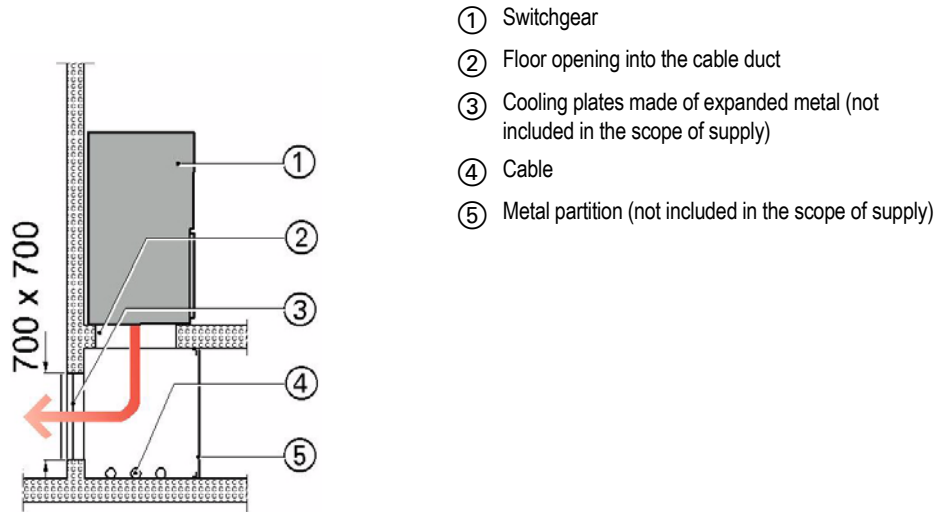 ① Switchgear
② Floor opening into the cable duct
③ Cooling plates made of expanded metal (not
included in the scope of supply)
④ Cable
⑤ Metal partition (not included in the scope of supply)
①
②
③
④
⑤
700 x 700